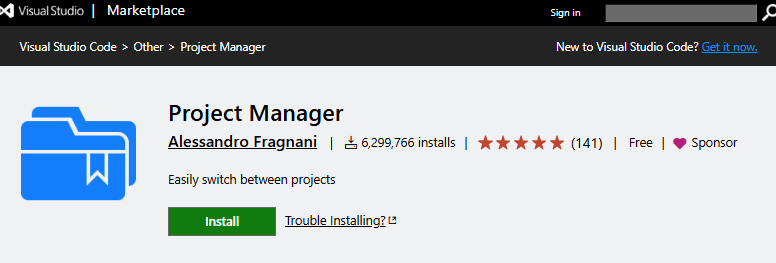 Visual Studio | Marketplace Sign in
Visual Studio Code > Other > Project Manager New to Visual Studio Code? Get it now.
Project Manager
Alessandro Fragnani | 6,299,766 installs | (141) | Free | Sponsor
Easily switch between projects
Install Trouble Installing?